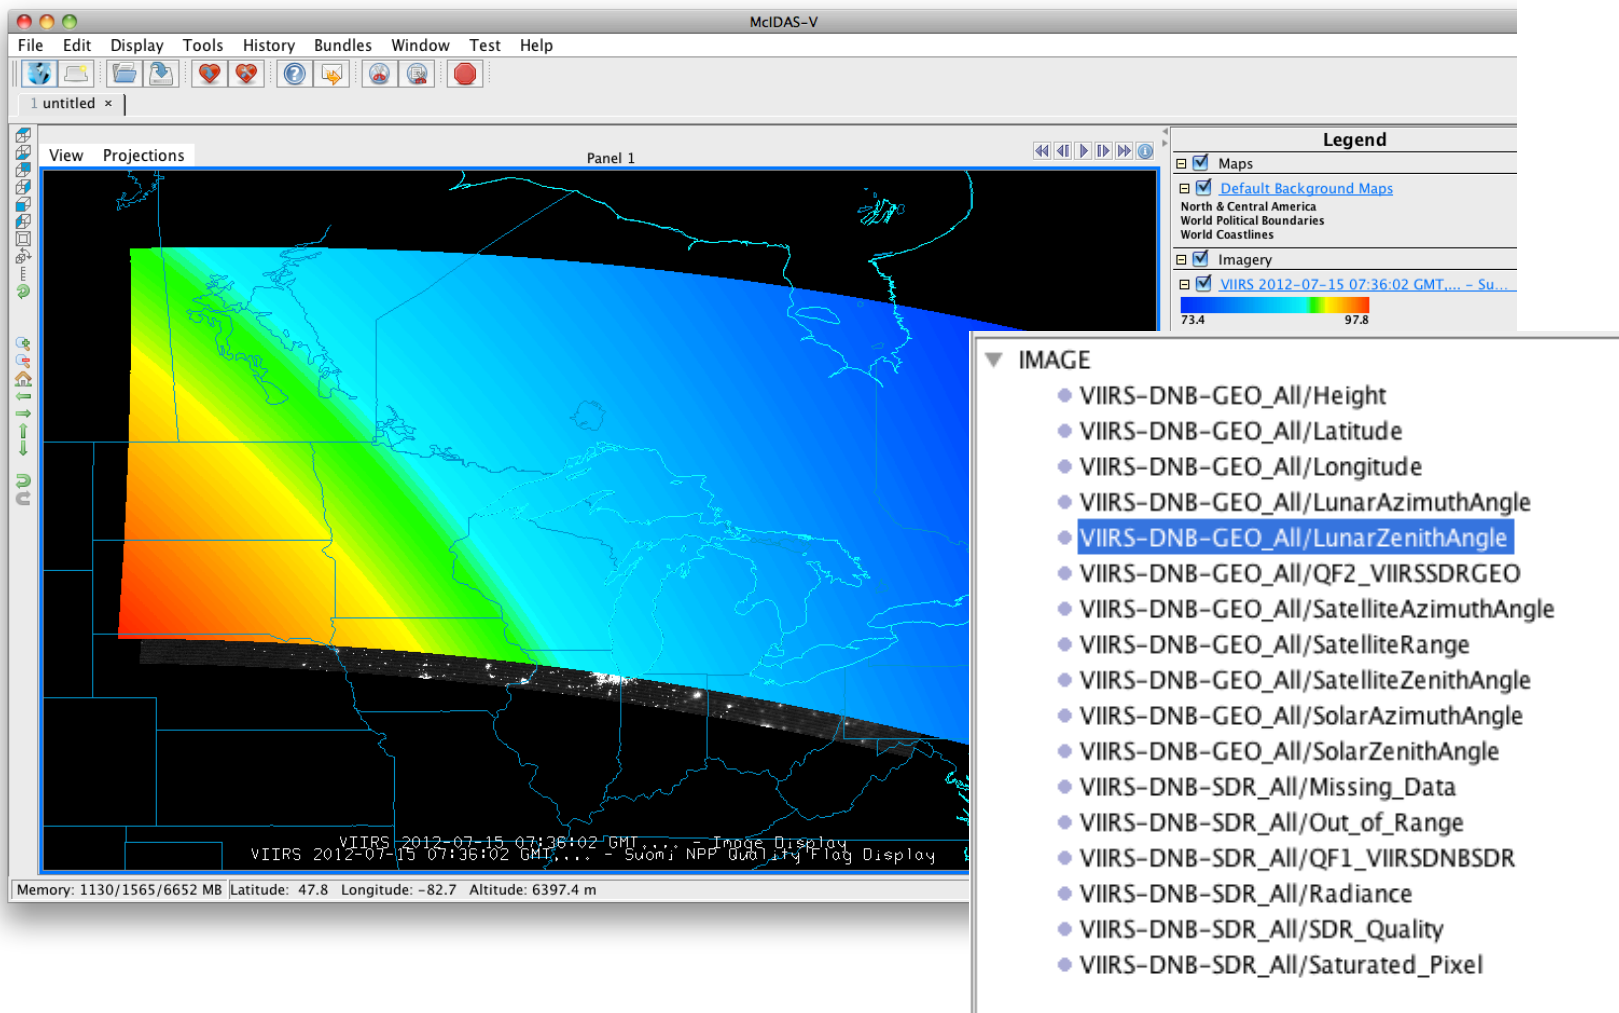 McIDAS-V
File Edit Display Tools History Bundles Window Test Help
1 untitled ×
View Projections
Panel 1
Legend
Maps
Default Background Maps
North & Central America
World Political Boundaries
World Coastlines
Imagery
VIIRS 2012-07-15 07:36:02 GMT,... - Su...
73.4 97.8
IMAGE
VIIRS-DNB-GEO_All/Height
VIIRS-DNB-GEO_All/Latitude
VIIRS-DNB-GEO_All/Longitude
VIIRS-DNB-GEO_All/LunarAzimuthAngle
VIIRS-DNB-GEO_All/LunarZenithAngle
VIIRS-DNB-GEO_All/QF2_VIIRSSDRGEO
VIIRS-DNB-GEO_All/SatelliteAzimuthAngle
VIIRS-DNB-GEO_All/SatelliteRange
VIIRS-DNB-GEO_All/SatelliteZenithAngle
VIIRS-DNB-GEO_All/SolarAzimuthAngle
VIIRS-DNB-GEO_All/SolarZenithAngle
VIIRS-DNB-SDR_All/Missing_Data
VIIRS-DNB-SDR_All/Out_of_Range
VIIRS-DNB-SDR_All/QF1_VIIRSDNBSDR
VIIRS-DNB-SDR_All/Radiance
VIIRS-DNB-SDR_All/SDR_Quality
VIIRS-DNB-SDR_All/Saturated_Pixel
VIIRS 2012-07-15 07:36:02 GMT,... - Image Display
VIIRS 2012-07-15 07:36:02 GMT,... - Suomi NPP Quality Flag Display
Memory: 1130/1565/6652 MB Latitude: 47.8 Longitude: -82.7 Altitude: 6397.4 m